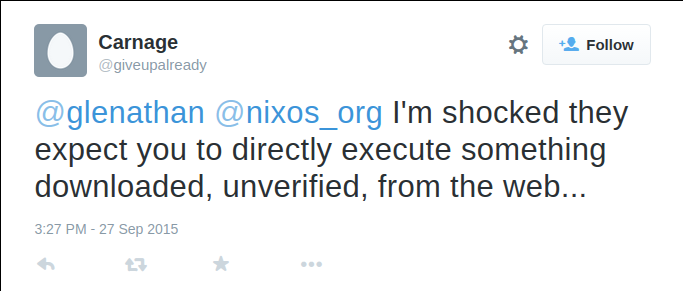 Carnage
@giveupalready
Follow
@glenathan @nixos_org I'm shocked they
expect you to directly execute something
downloaded, unverified, from the web...
3:27 PM - 27 Sep 2015